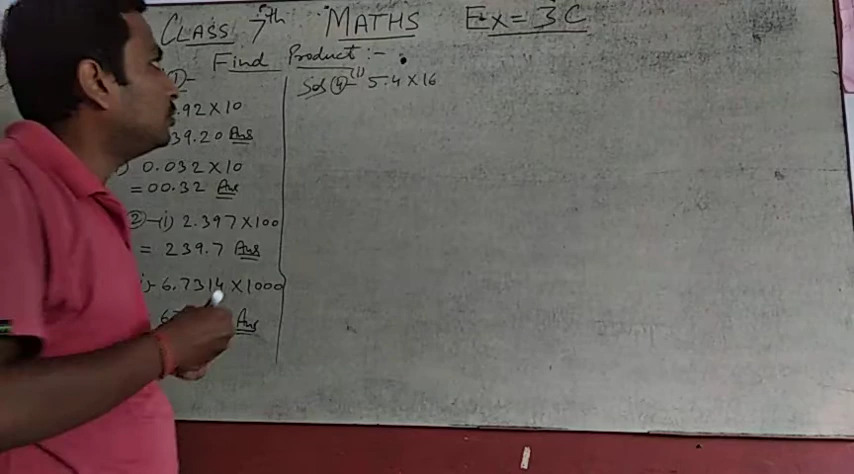 CLASS 7th MATHS Ex = 3C
Find Product :-
①-
.92 X 10
39.20 Ans
) 0.032 X 10
= 00.32 Ans
②-(i) 2.397 X 100
= 239.7 Ans
)- 6.7314 X 1000
Ans
Sol ④-(i) 5.4 X 16